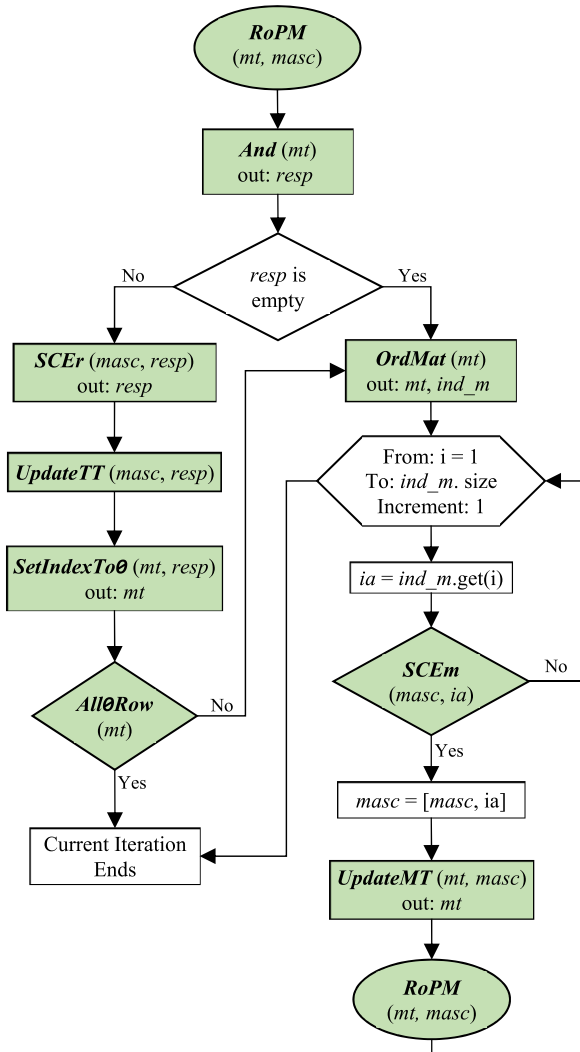 RoPM
(mt, masc)
And (mt)
out: resp
resp is
empty
No
Yes
SCEr (masc, resp)
out: resp
OrdMat (mt)
out: mt, ind_m
UpdateTT (masc, resp)
From: i = 1
To: ind_m. size
Increment: 1
SetIndexTo0 (mt, resp)
out: mt
ia = ind_m.get(i)
All0Row
(mt)
No
Yes
SCEm
(masc, ia)
No
Yes
masc = [masc, ia]
Current Iteration
Ends
UpdateMT (mt, masc)
out: mt
RoPM
(mt, masc)